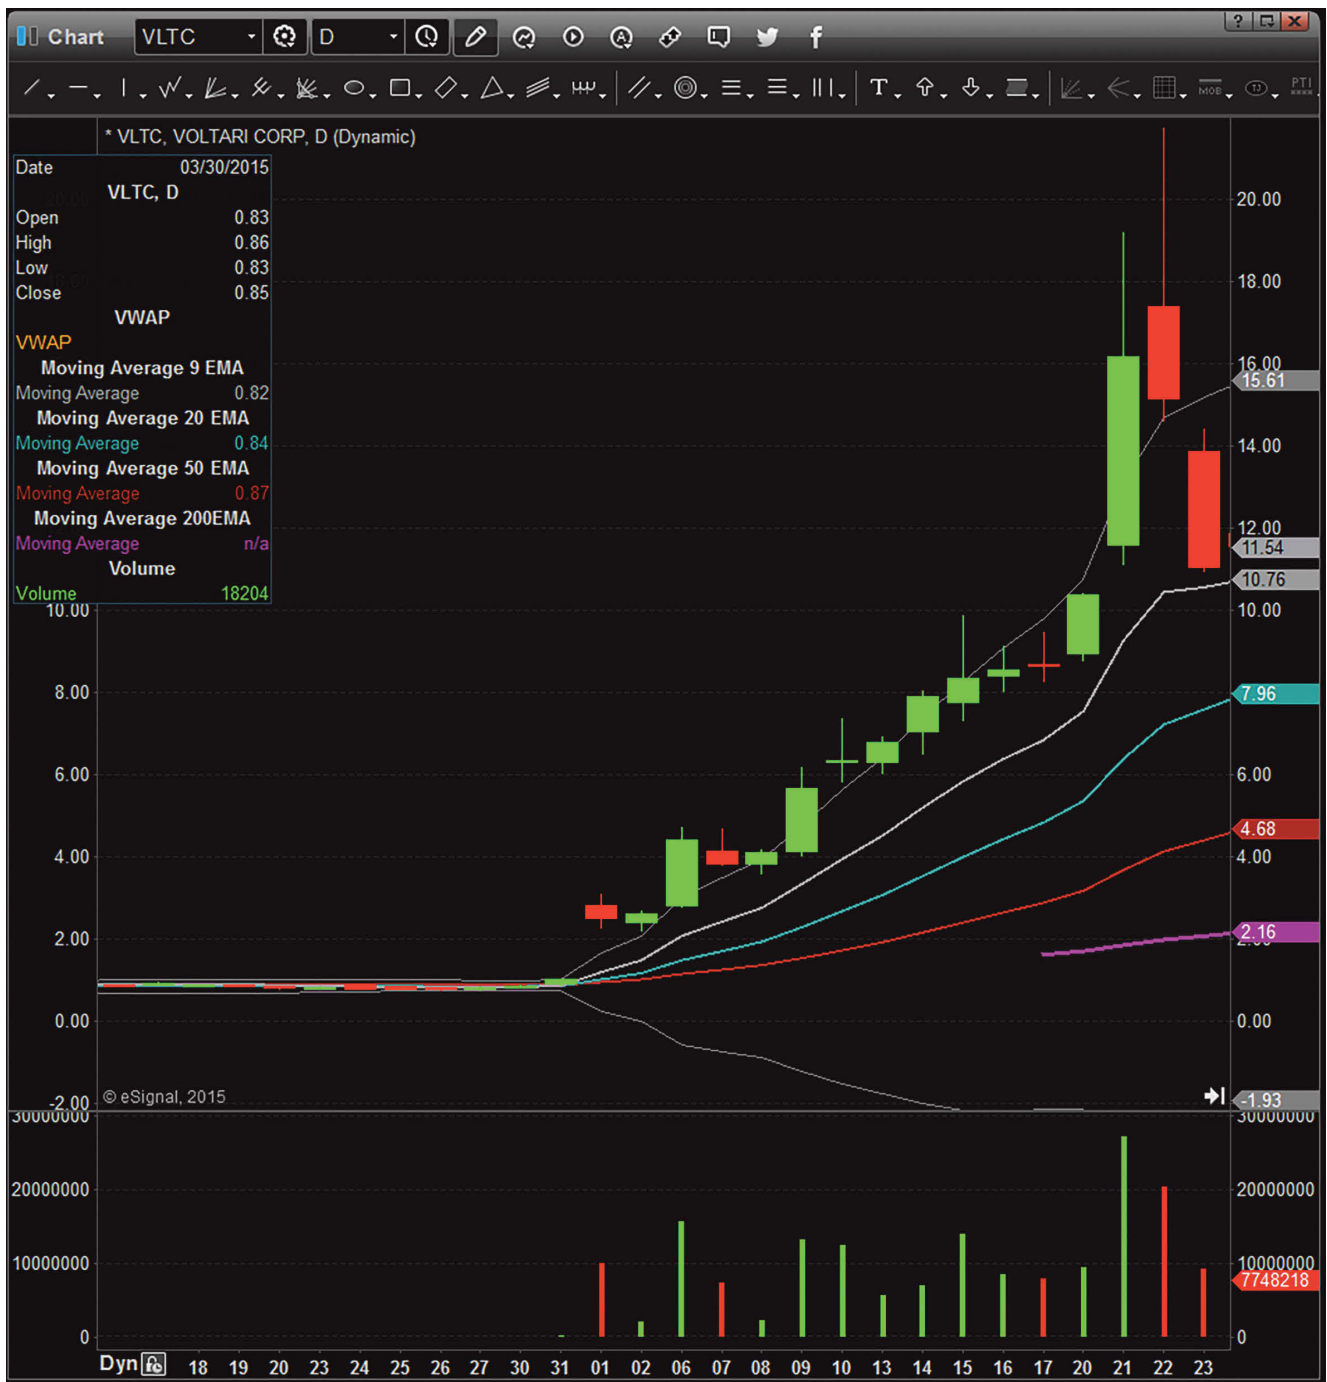 Chart VLTC D
T MOB TJ PTI
* VLTC, VOLTARI CORP, D (Dynamic)
Date 03/30/2015
VLTC, D
Open 0.83
High 0.86
Low 0.83
Close 0.85
VWAP
VWAP
Moving Average 9 EMA
Moving Average 0.82
Moving Average 20 EMA
Moving Average 0.84
Moving Average 50 EMA
Moving Average 0.87
Moving Average 200EMA
Moving Average n/a
Volume
Volume 18204
10.00
8.00
6.00
4.00
2.00
0.00
-2.00
20.00
18.00
16.00
15.61
14.00
12.00
11.54
10.76
10.00
7.96
6.00
4.68
4.00
2.16
2.00
0.00
-1.93
© eSignal, 2015
30000000 30000000
20000000 20000000
10000000 10000000
7748218
0 0
Dyn 18 19 20 23 24 25 26 27 30 31 01 02 06 07 08 09 10 13 14 15 16 17 20 21 22 23